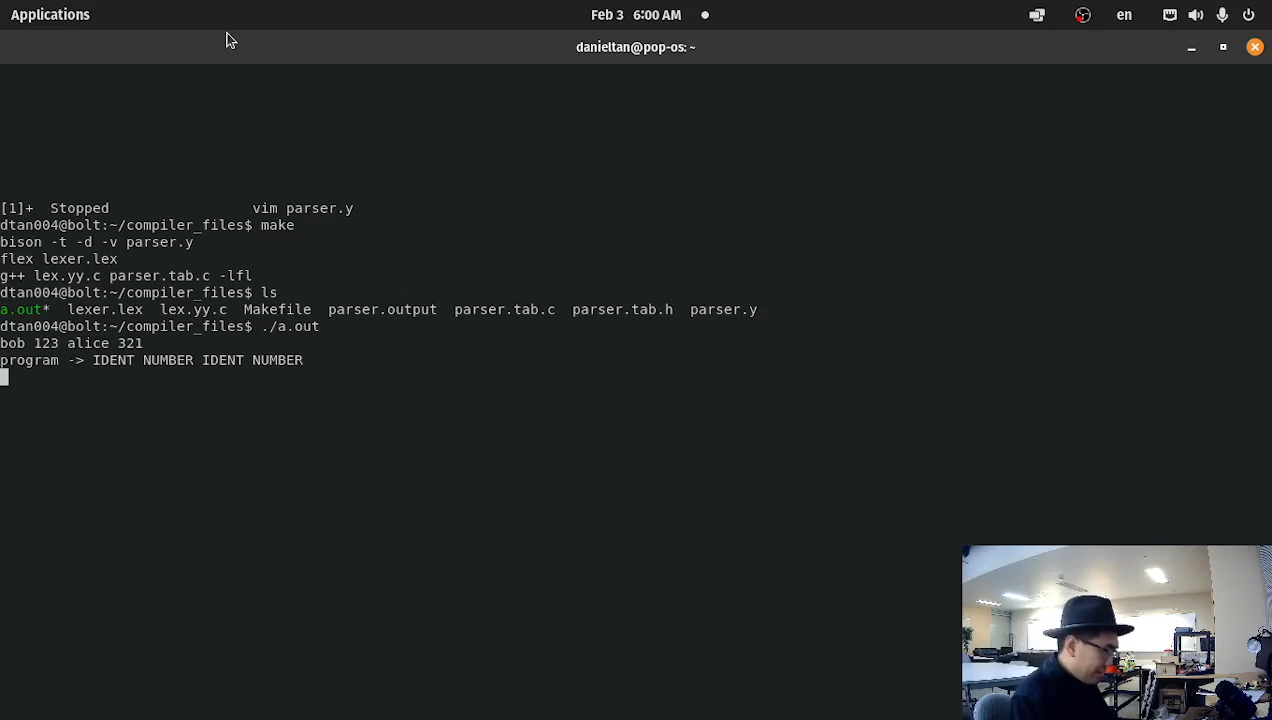 Applications
Feb 3 6:00 AM
en
danieltan@pop-os: ~
[1]+ Stopped vim parser.y
dtan004@bolt:~/compiler_files$ make
bison -t -d -v parser.y
flex lexer.lex
g++ lex.yy.c parser.tab.c -lfl
dtan004@bolt:~/compiler_files$ ls
a.out* lexer.lex lex.yy.c Makefile parser.output parser.tab.c parser.tab.h parser.y
dtan004@bolt:~/compiler_files$ ./a.out
bob 123 alice 321
program -> IDENT NUMBER IDENT NUMBER